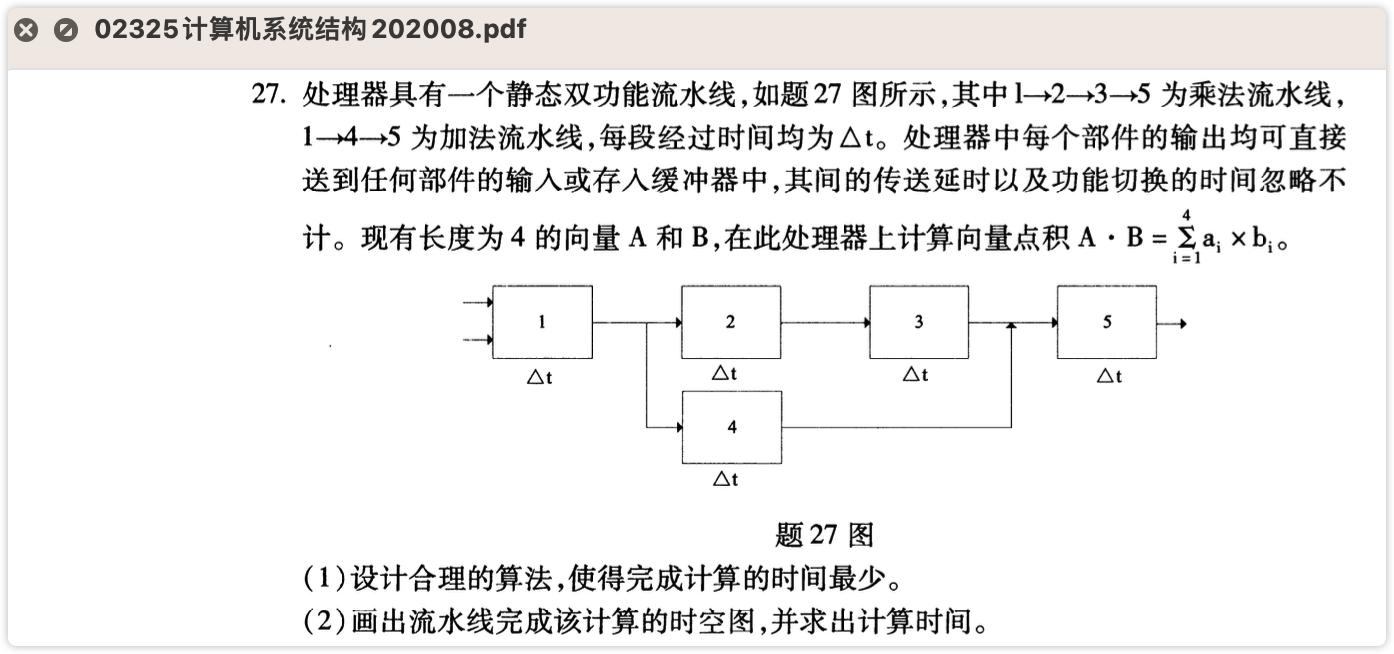 02325计算机系统结构202008.pdf
27. 处理器具有一个静态双功能流水线,如题27 图所示,其中1→2→3→5 为乘法流水线,
1→4→5 为加法流水线,每段经过时间均为△t。处理器中每个部件的输出均可直接
送到任何部件的输入或存入缓冲器中,其间的传送延时以及功能切换的时间忽略不
计。现有长度为 4 的向量 A 和 B,在此处理器上计算向量点积 A · B = ∑_{i=1}^{4} a_i × b_i。
1 2 3 5
△t △t △t △t
4
△t
题 27 图
(1)设计合理的算法,使得完成计算的时间最少。
(2)画出流水线完成该计算的时空图,并求出计算时间。